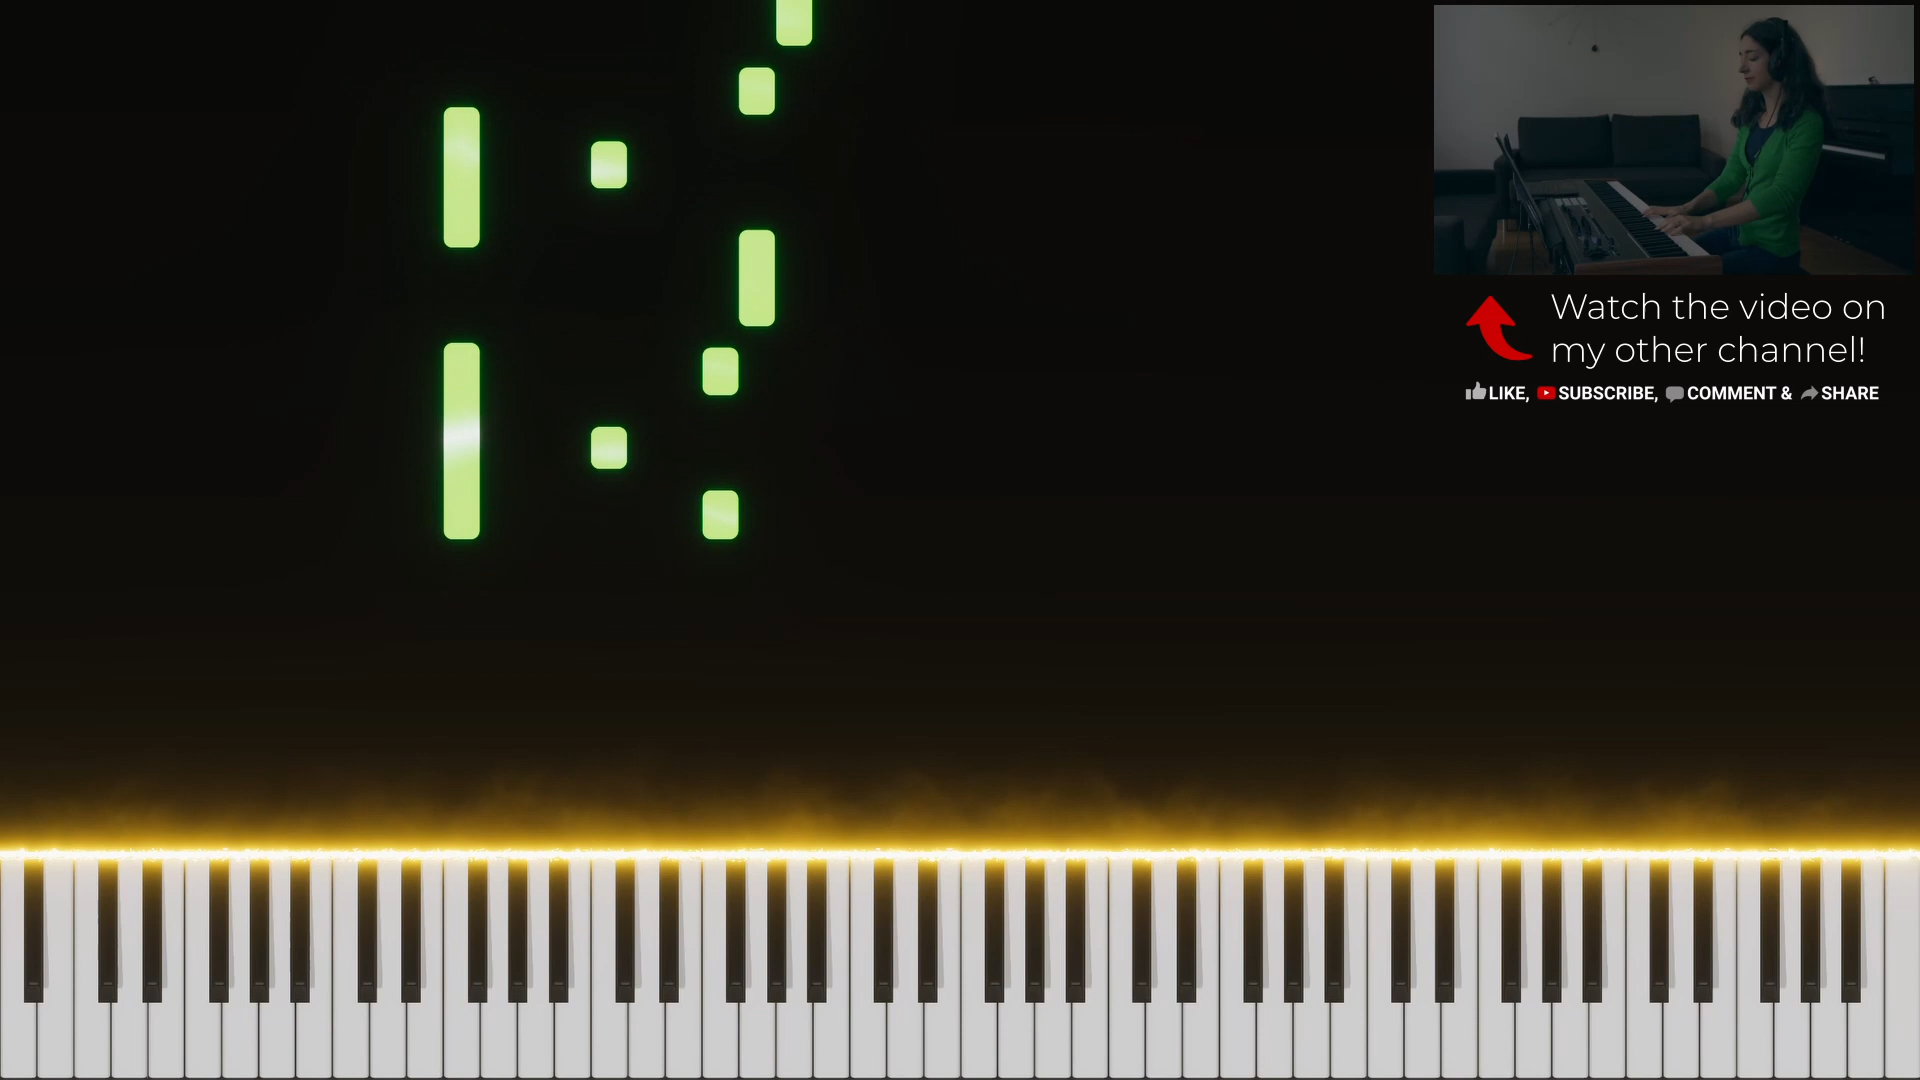 Watch the video on
my other channel!
LIKE, SUBSCRIBE, COMMENT & SHARE